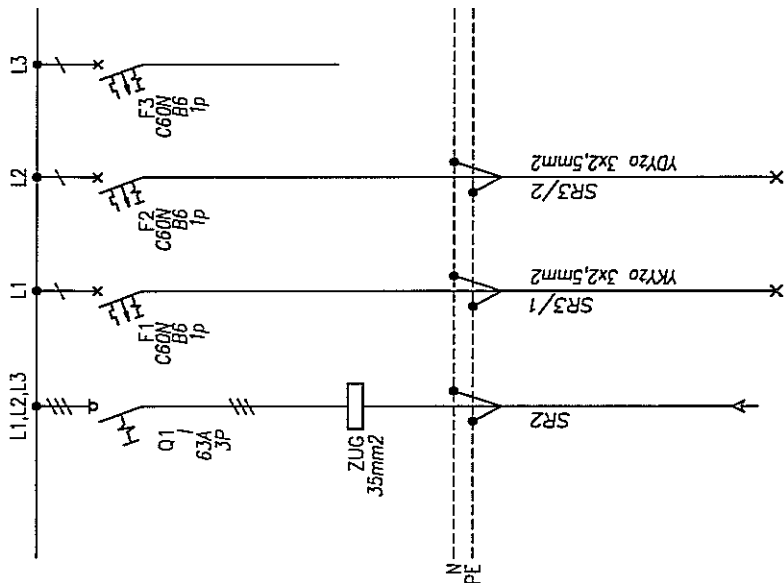 L1,L2,L3
L1
L2
L3
Q1
I
63A
3P
F1
C60N
B6
1p
F2
C60N
B6
1p
F3
C60N
B6
1p
ZUG
35mm2
N
PE
SR2
SR3/1
YKYżo 3x2,5mm2
SR3/2
YDYżo 3x2,5mm2